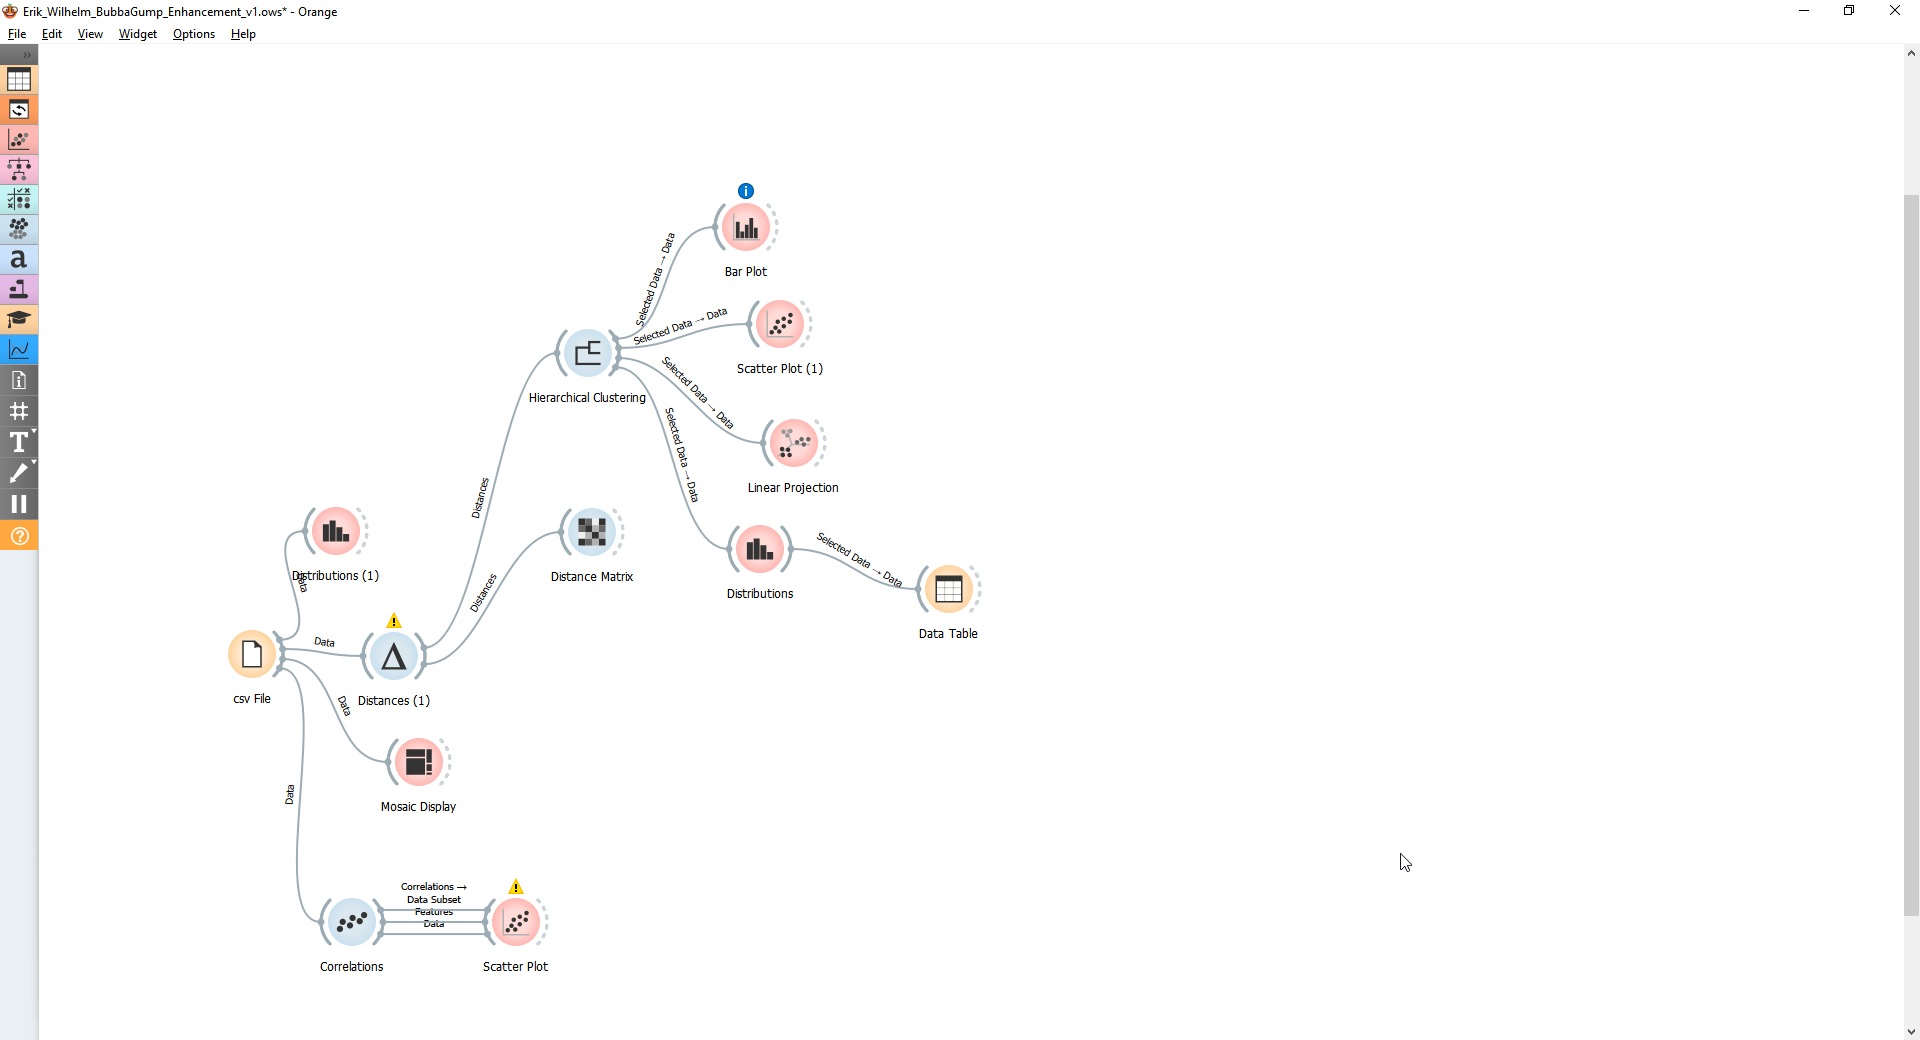 Erik_Wilhelm_BubbaGump_Enhancement_v1.ows* - Orange
File Edit View Widget Options Help
i
Bar Plot
Selected Data → Data
Selected Data → Data
Scatter Plot (1)
Hierarchical Clustering
Selected Data → Data
Selected Data → Data
Linear Projection
Distances
Distances
Distance Matrix
Distributions (1)
Data
Distributions
Selected Data → Data
Data Table
Data
csv File
Distances (1)
Data
Mosaic Display
Data
Correlations →
Data Subset
Features
Data
Correlations
Scatter Plot
a
T
?